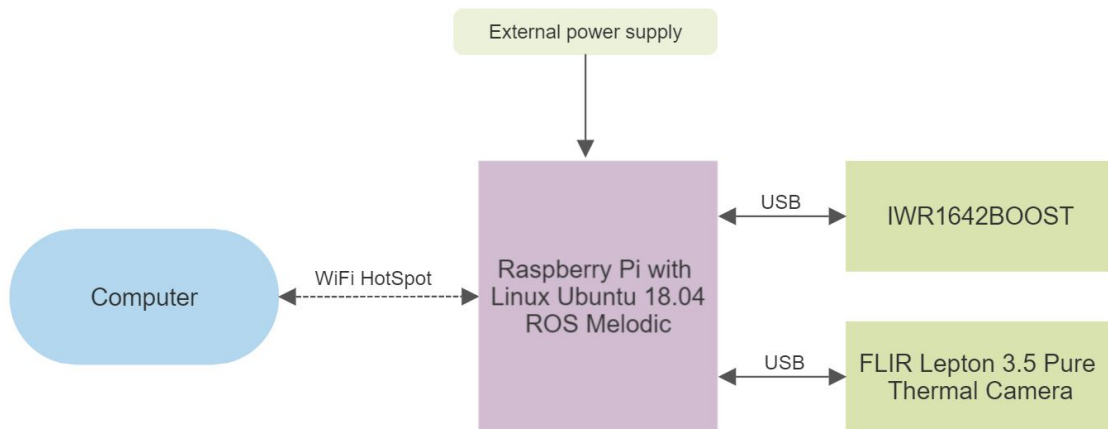 External power supply
USB
IWR1642BOOST
Computer
WiFi HotSpot
Raspberry Pi with
Linux Ubuntu 18.04
ROS Melodic
USB
FLIR Lepton 3.5 Pure
Thermal Camera